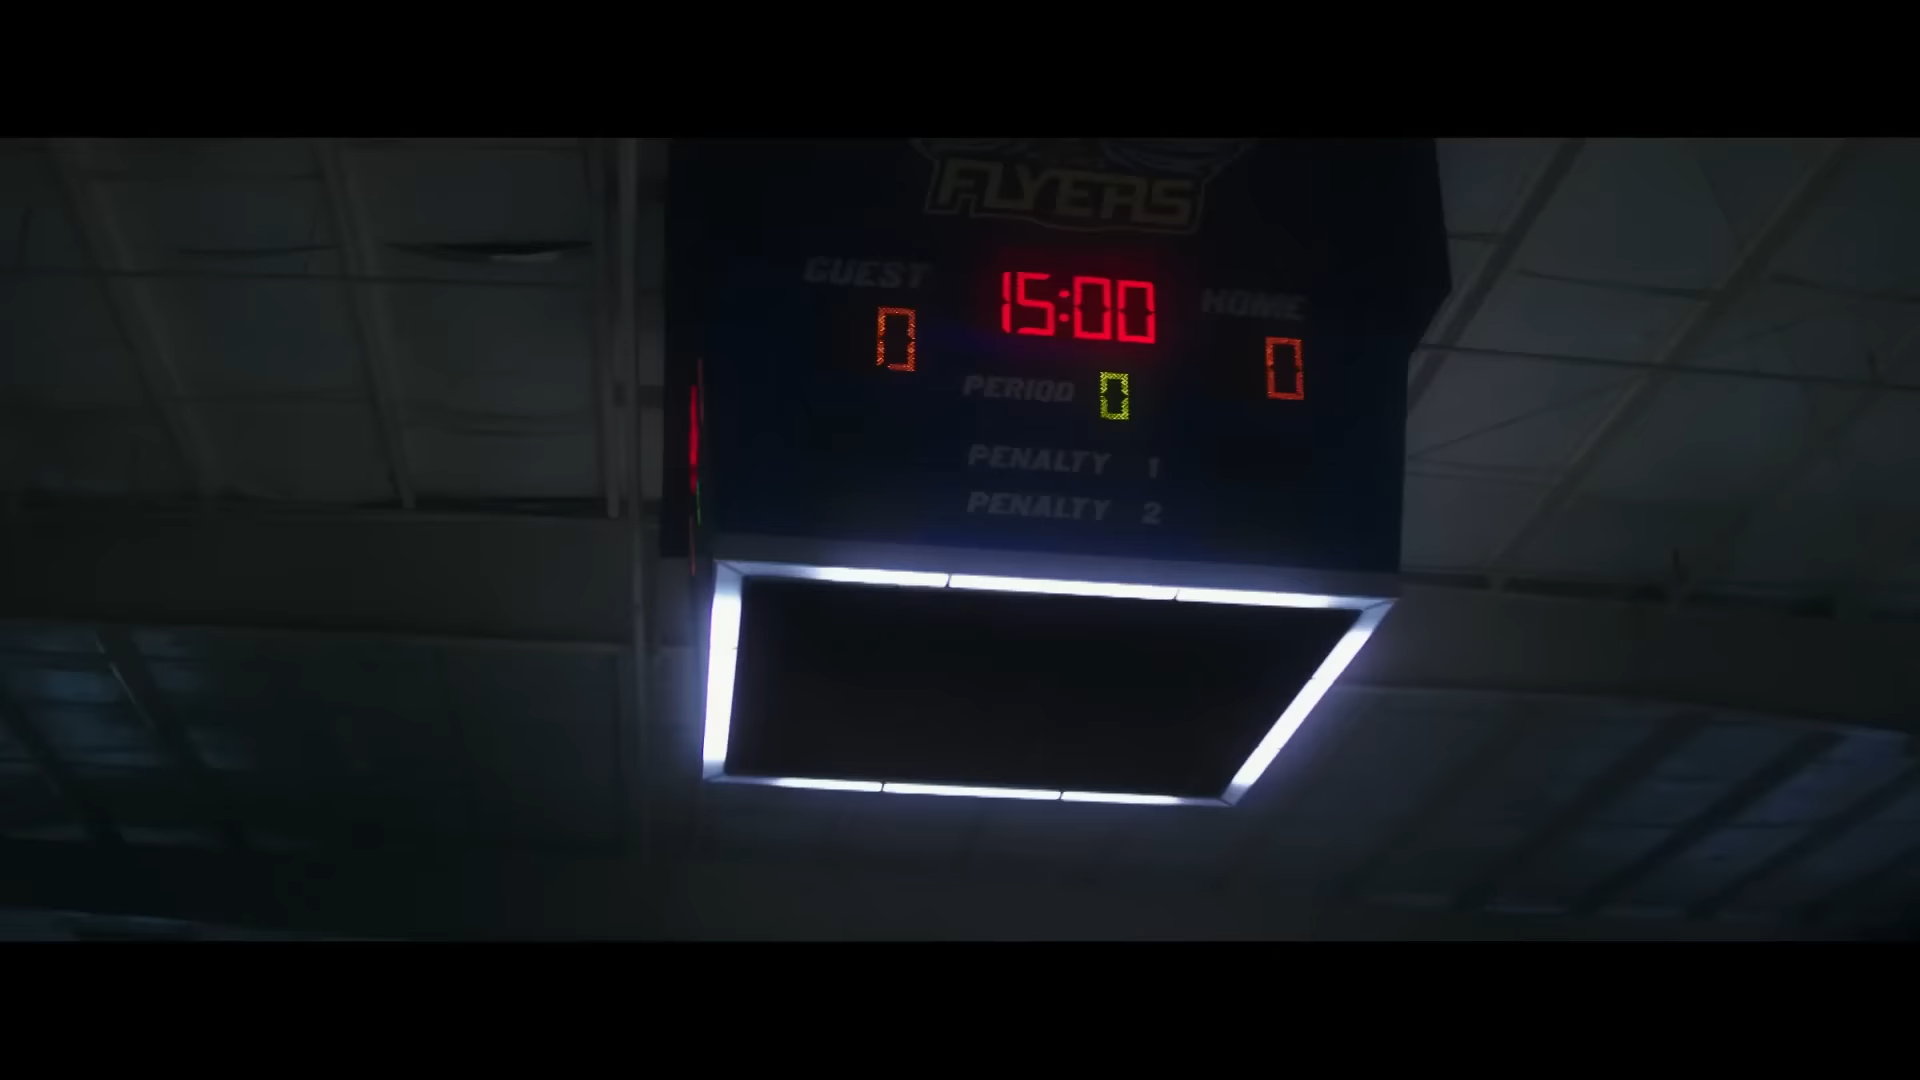 FLYERS
GUEST 15:00 HOME
0 0
PERIOD 0
PENALTY 1
PENALTY 2